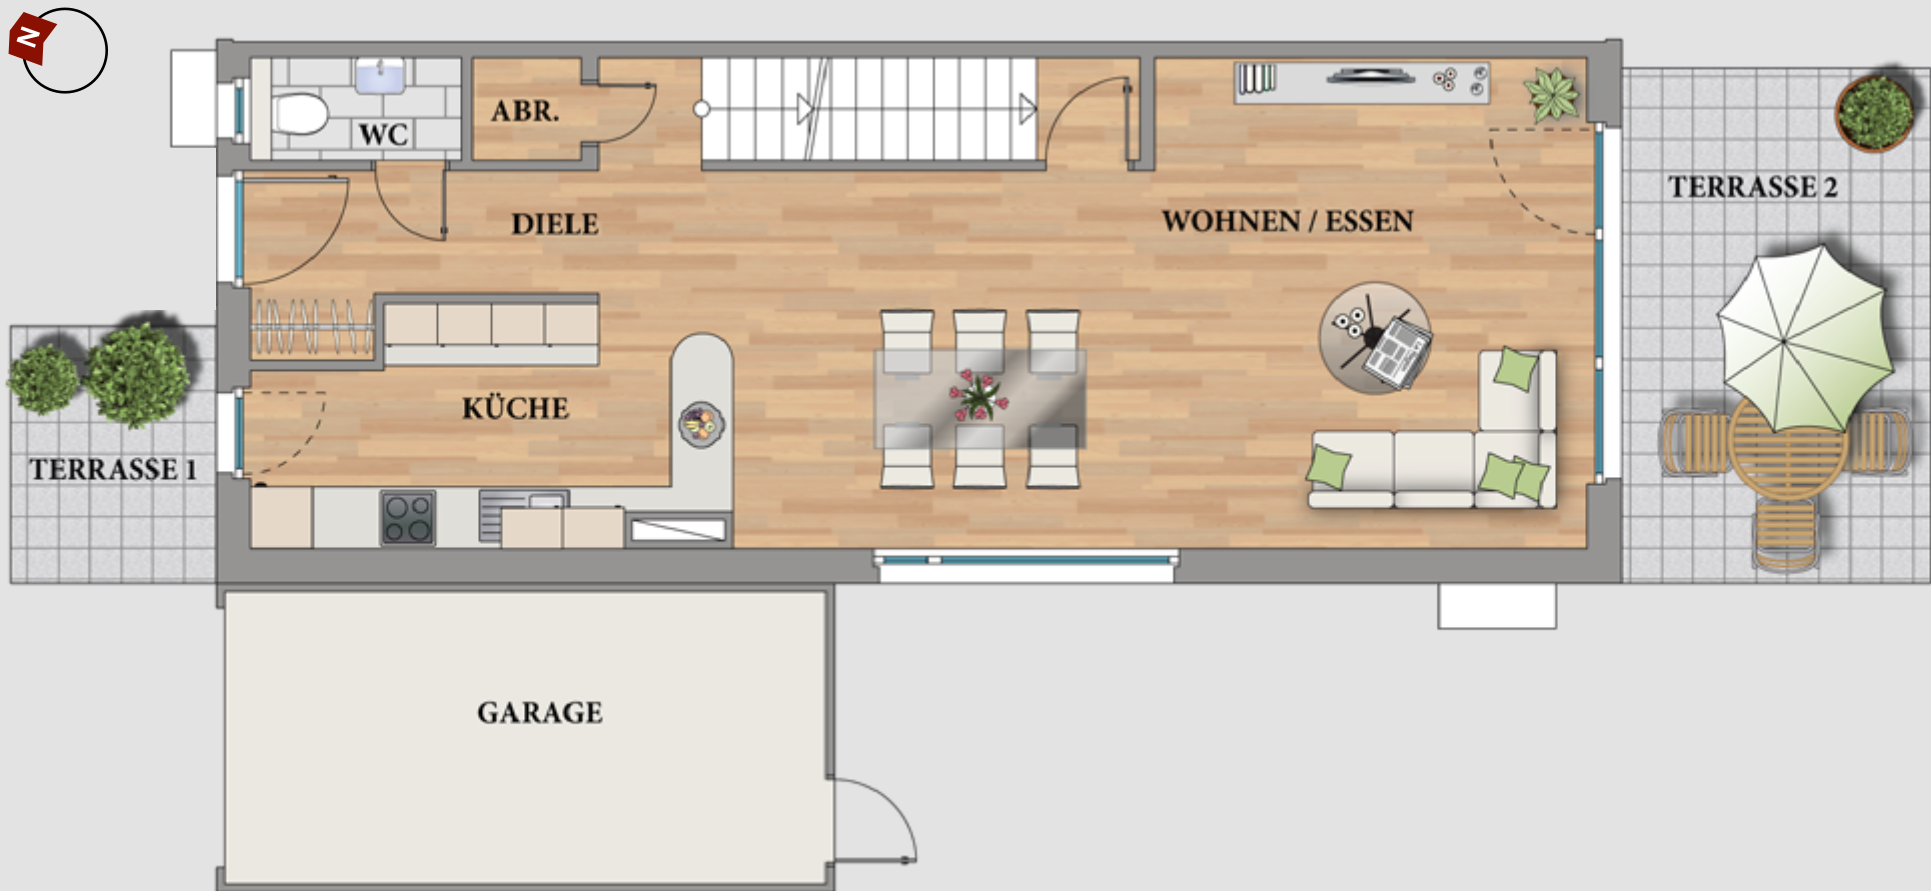 N
ABR.
WC
TERRASSE 2
DIELE
WOHNEN / ESSEN
KÜCHE
TERRASSE 1
GARAGE